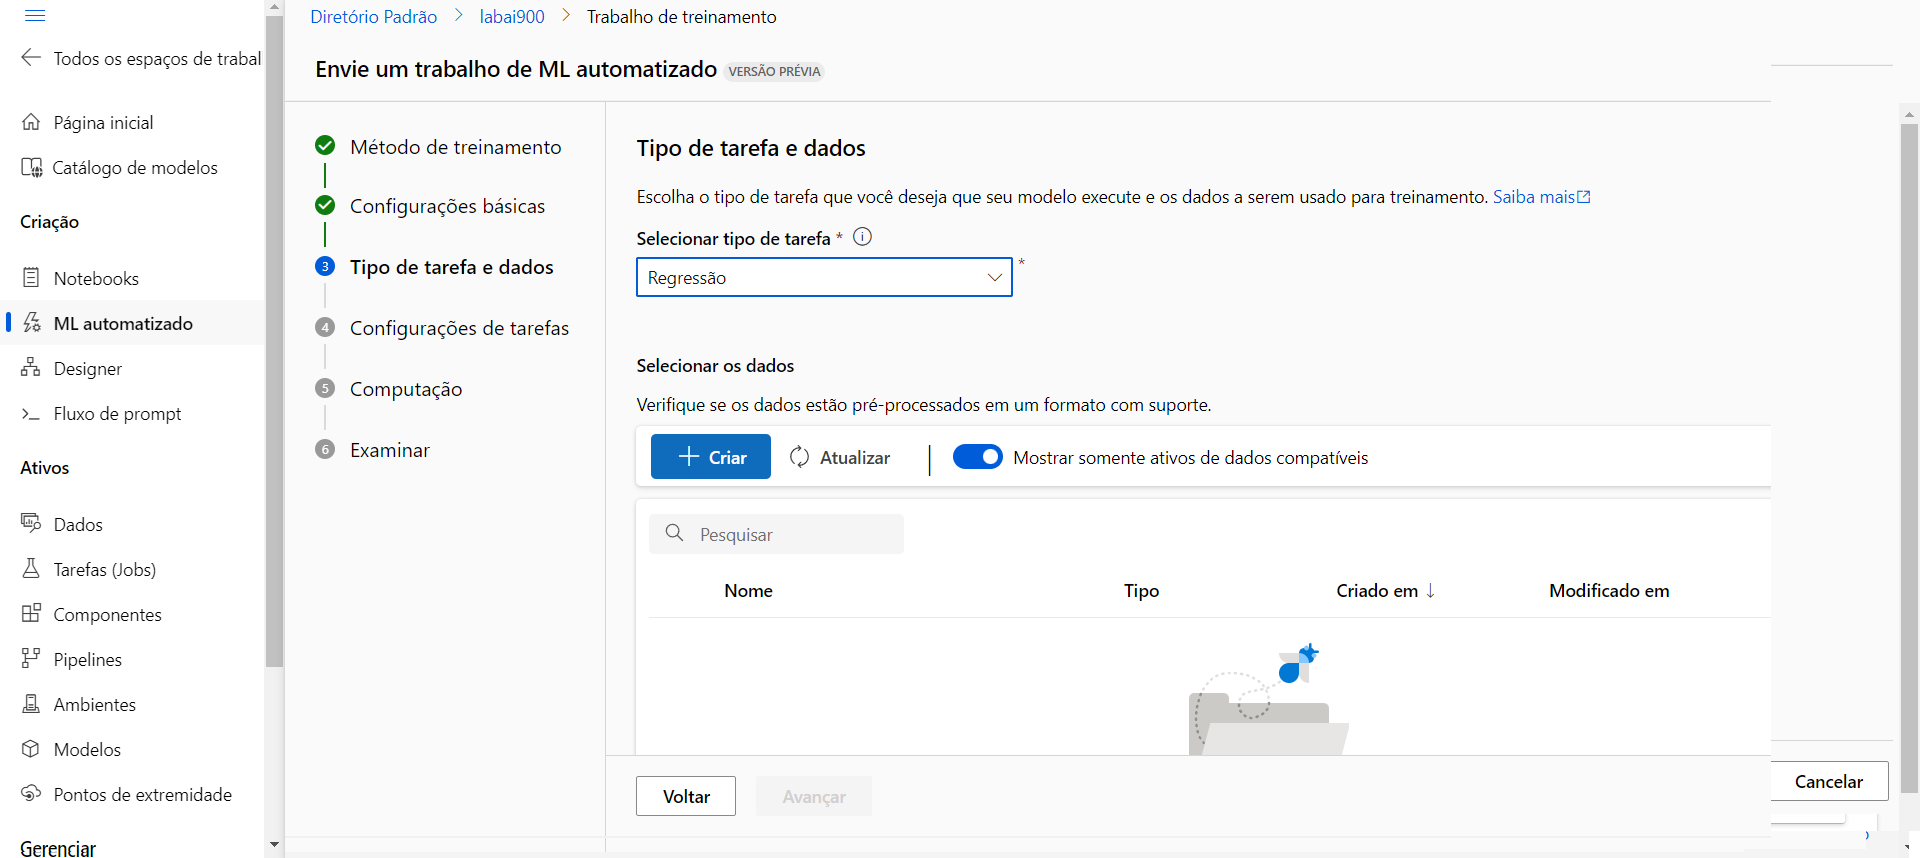 Diretório Padrão > labai900 > Trabalho de treinamento
Todos os espaços de trabal
Envie um trabalho de ML automatizado VERSÃO PRÉVIA
Página inicial
Catálogo de modelos
Criação
Notebooks
ML automatizado
Designer
Fluxo de prompt
Ativos
Dados
Tarefas (Jobs)
Componentes
Pipelines
Ambientes
Modelos
Pontos de extremidade
Gerenciar
Método de treinamento
Configurações básicas
3 Tipo de tarefa e dados
4 Configurações de tarefas
5 Computação
6 Examinar
Tipo de tarefa e dados
Escolha o tipo de tarefa que você deseja que seu modelo execute e os dados a serem usado para treinamento. Saiba mais
Selecionar tipo de tarefa *
Regressão *
Selecionar os dados
Verifique se os dados estão pré-processados em um formato com suporte.
Criar Atualizar | Mostrar somente ativos de dados compatíveis
Pesquisar
Nome Tipo Criado em ↓ Modificado em
Voltar Avançar Cancelar